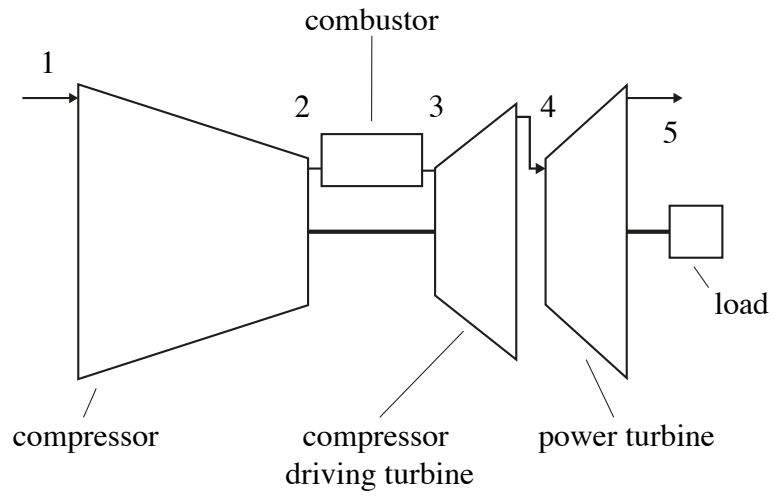 combustor
1
2
3
4
5
load
compressor
compressor
driving turbine
power turbine